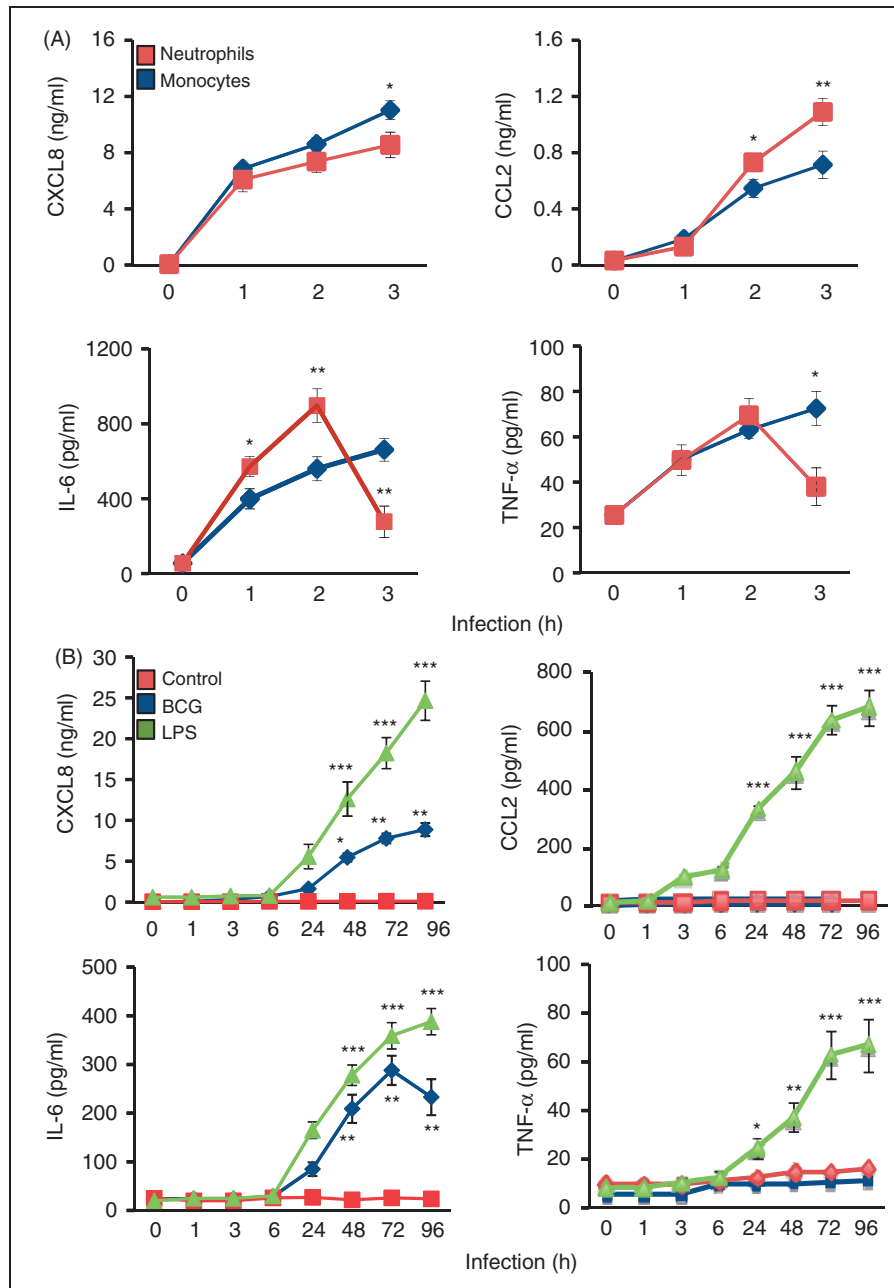 (A)
Neutrophils
Monocytes
CXCL8 (ng/ml)
16
12
8
4
0
*
0 1 2 3
CCL2 (ng/ml)
1.6
1.2
0.8
0.4
0
* **
0 1 2 3
IL-6 (pg/ml)
1200
800
400
0
* ** **
0 1 2 3
TNF-α (pg/ml)
100
80
60
40
20
0
*
0 1 2 3
Infection (h)
(B)
Control
BCG
LPS
CXCL8 (ng/ml)
30
25
20
15
10
5
0
*** *** ***
* ** **
0 1 3 6 24 48 72 96
CCL2 (pg/ml)
800
600
400
200
0
*** *** *** ***
0 1 3 6 24 48 72 96
IL-6 (pg/ml)
500
400
300
200
100
0
*** *** ***
** ** **
0 1 3 6 24 48 72 96
TNF-α (pg/ml)
100
80
60
40
20
10
0
* ** *** ***
0 1 3 6 24 48 72 96
Infection (h)